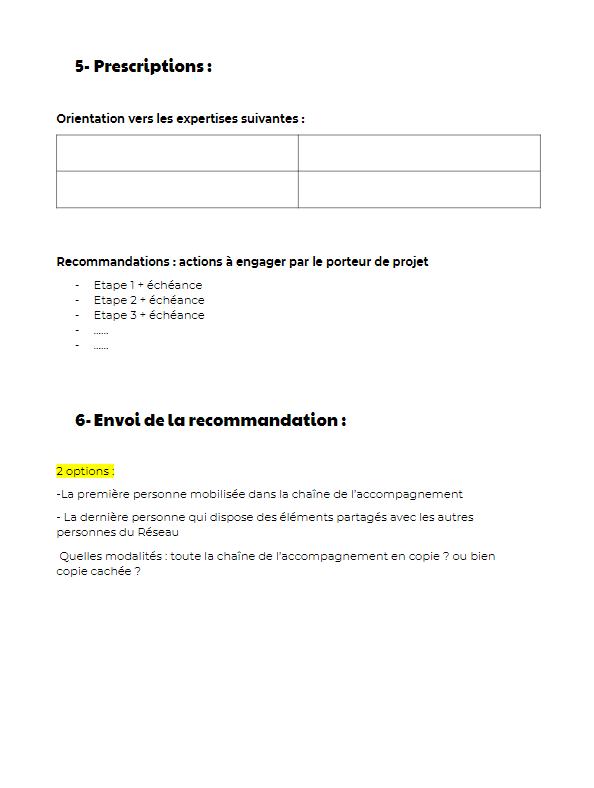 5- Prescriptions :
Orientation vers les expertises suivantes :
Recommandations : actions à engager par le porteur de projet
- Etape 1 + échéance
- Etape 2 + échéance
- Etape 3 + échéance
- ......
- ......
6- Envoi de la recommandation :
2 options :
-La première personne mobilisée dans la chaîne de l'accompagnement
- La dernière personne qui dispose des éléments partagés avec les autres
personnes du Réseau
Quelles modalités : toute la chaîne de l'accompagnement en copie ? ou bien
copie cachée ?